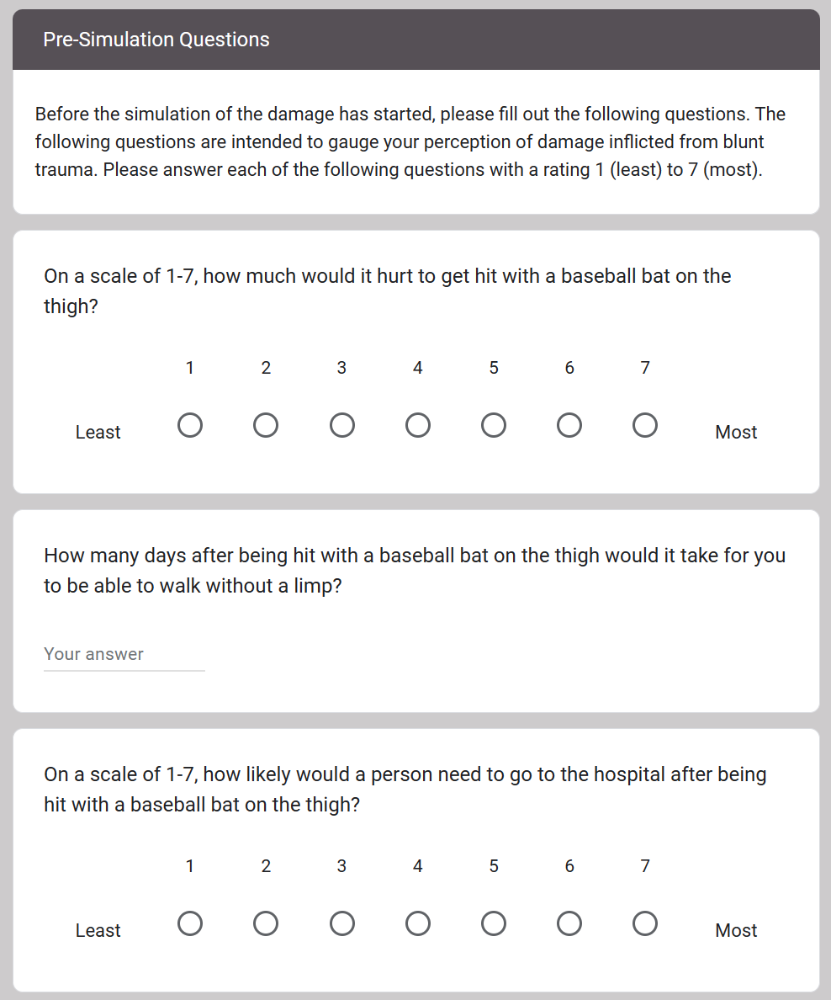 Pre-Simulation Questions
Before the simulation of the damage has started, please fill out the following questions. The
following questions are intended to gauge your perception of damage inflicted from blunt
trauma. Please answer each of the following questions with a rating 1 (least) to 7 (most).
On a scale of 1-7, how much would it hurt to get hit with a baseball bat on the
thigh?
1 2 3 4 5 6 7
Least Most
How many days after being hit with a baseball bat on the thigh would it take for you
to be able to walk without a limp?
Your answer
On a scale of 1-7, how likely would a person need to go to the hospital after being
hit with a baseball bat on the thigh?
1 2 3 4 5 6 7
Least Most